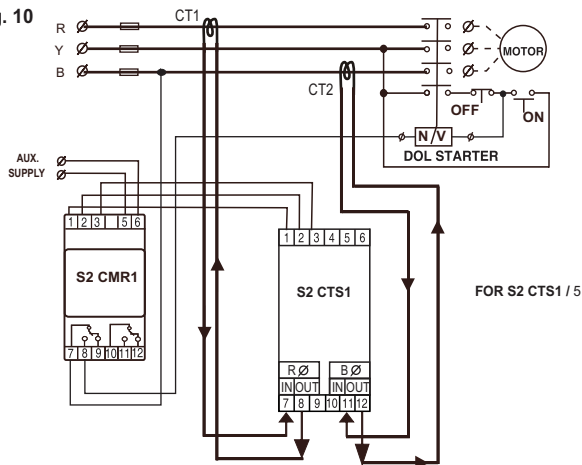 g. 10
CT1
R
Y
B
MOTOR
CT2
OFF
ON
N / V
DOL STARTER
AUX.
SUPPLY
1 2 3 5 6
S2 CMR1
7 8 9 10 11 12
1 2 3 4 5 6
S2 CTS1
FOR S2 CTS1 / 5
RØ BØ
IN OUT IN OUT
7 8 9 10 11 12